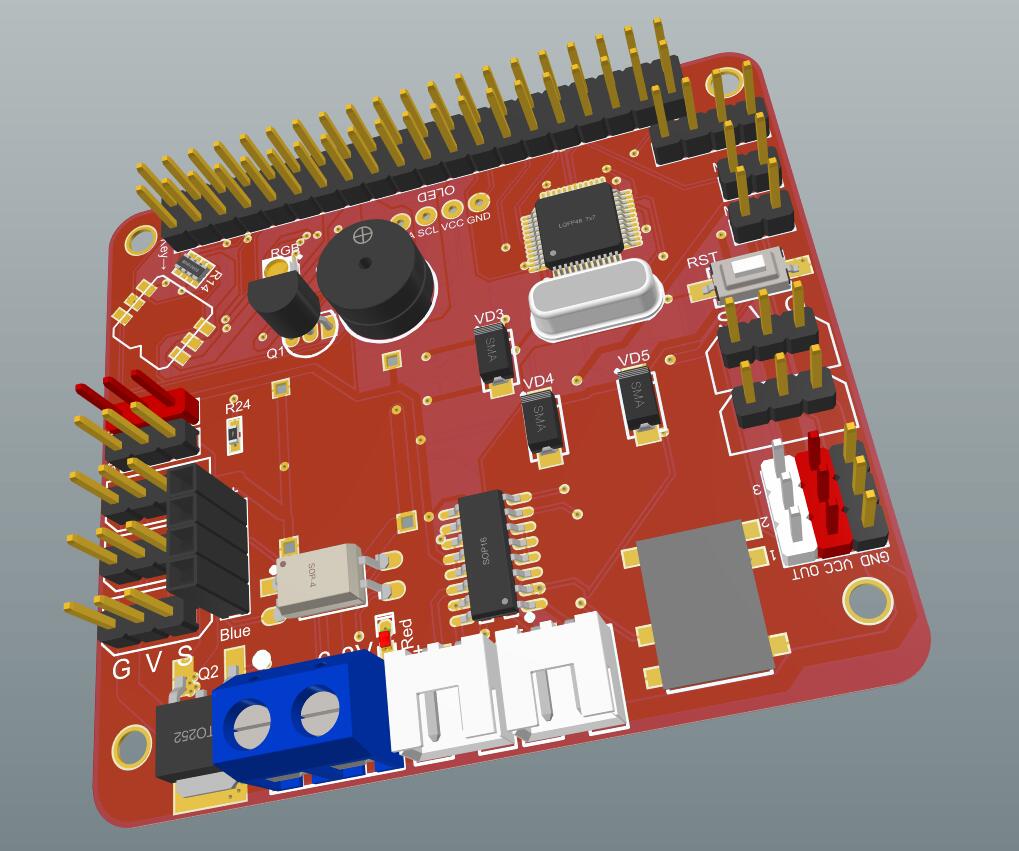 OLED
A SCL VCC GND
LQFP48 7x7
Key→
R14
RGB
RST
Q1
VD3
SMA
VD4
SMA
VD5
SMA
R24
SOP16
SOP-4
3
2
1
OUT VCC GND
Blue
Red
G V S
Q2
TO252